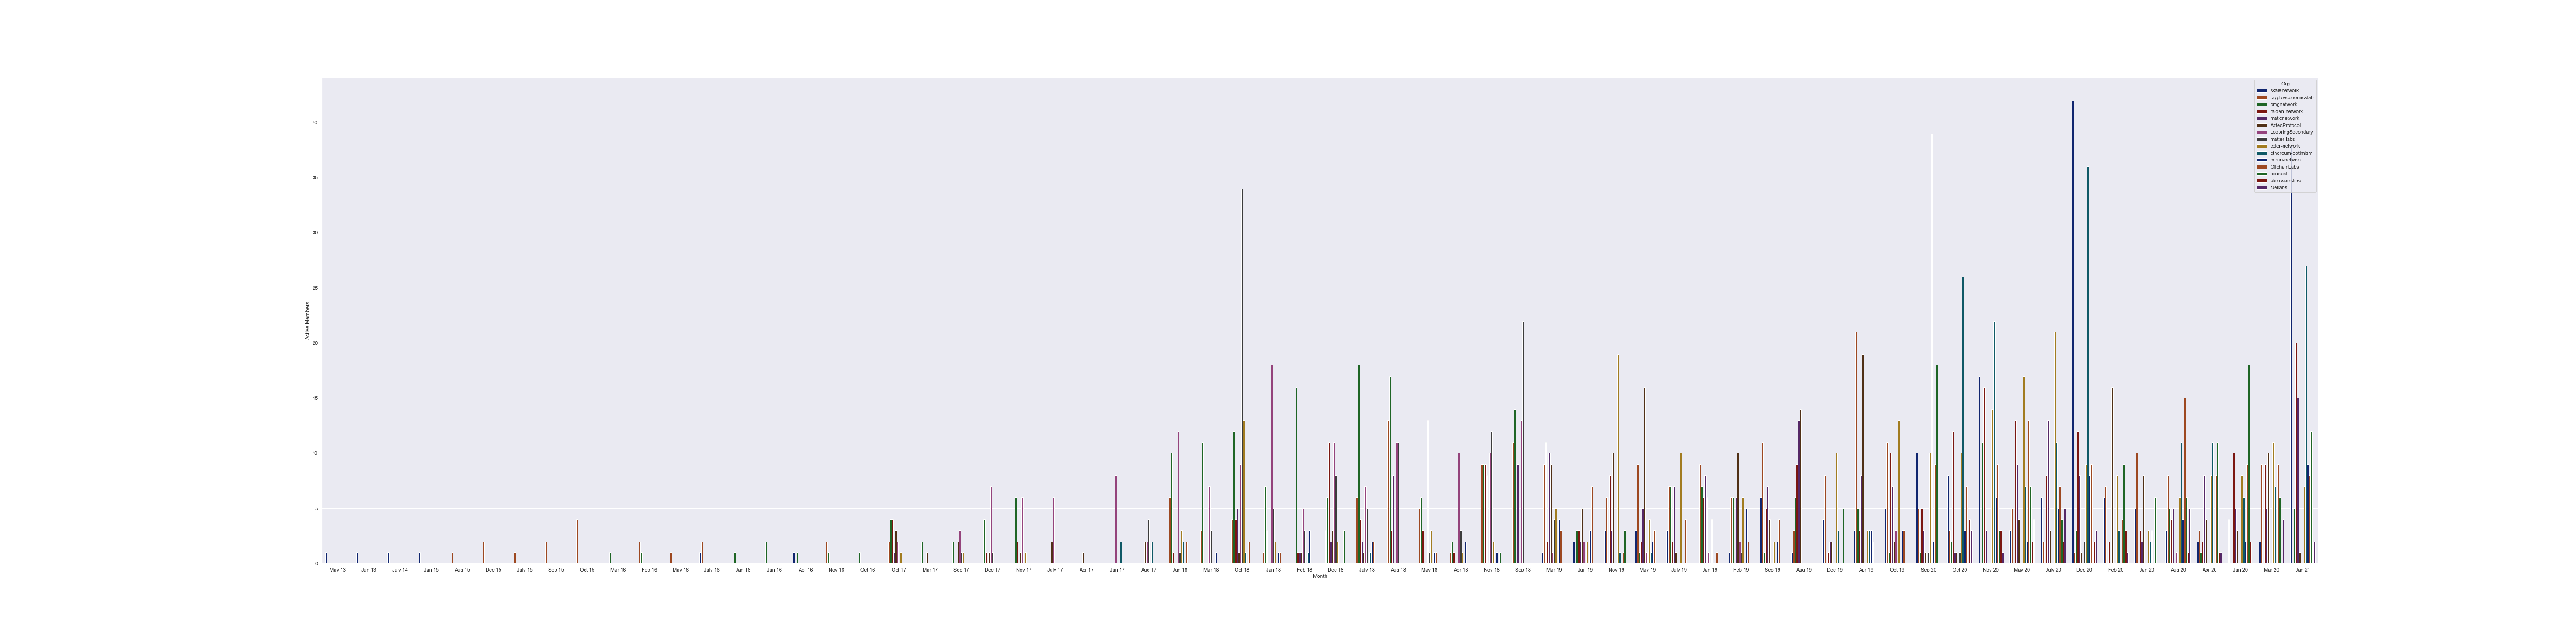 Org
skalenetwork
cryptoeconomicslab
omgnetwork
raiden-network
maticnetwork
AztecProtocol
LoopringSecondary
matter-labs
celer-network
ethereum-optimism
perun-network
OffchainLabs
connext
starkware-libs
fuellabs
40
35
30
25
20
15
10
5
0
Active Members
May 13 Jun 13 July 14 Jan 15 Aug 15 Dec 15 July 15 Sep 15 Oct 15 Mar 16 Feb 16 May 16 July 16 Jan 16 Jun 16 Apr 16 Nov 16 Oct 16 Oct 17 Mar 17 Sep 17 Dec 17 Nov 17 July 17 Apr 17 Jun 17 Aug 17 Jun 18 Mar 18 Oct 18 Jan 18 Feb 18 Dec 18 July 18 Aug 18 May 18 Apr 18 Nov 18 Sep 18 Mar 19 Jun 19 Nov 19 May 19 July 19 Jan 19 Feb 19 Sep 19 Aug 19 Dec 19 Apr 19 Oct 19 Sep 20 Oct 20 Nov 20 May 20 July 20 Dec 20 Feb 20 Jan 20 Aug 20 Apr 20 Jun 20 Mar 20 Jan 21
Month